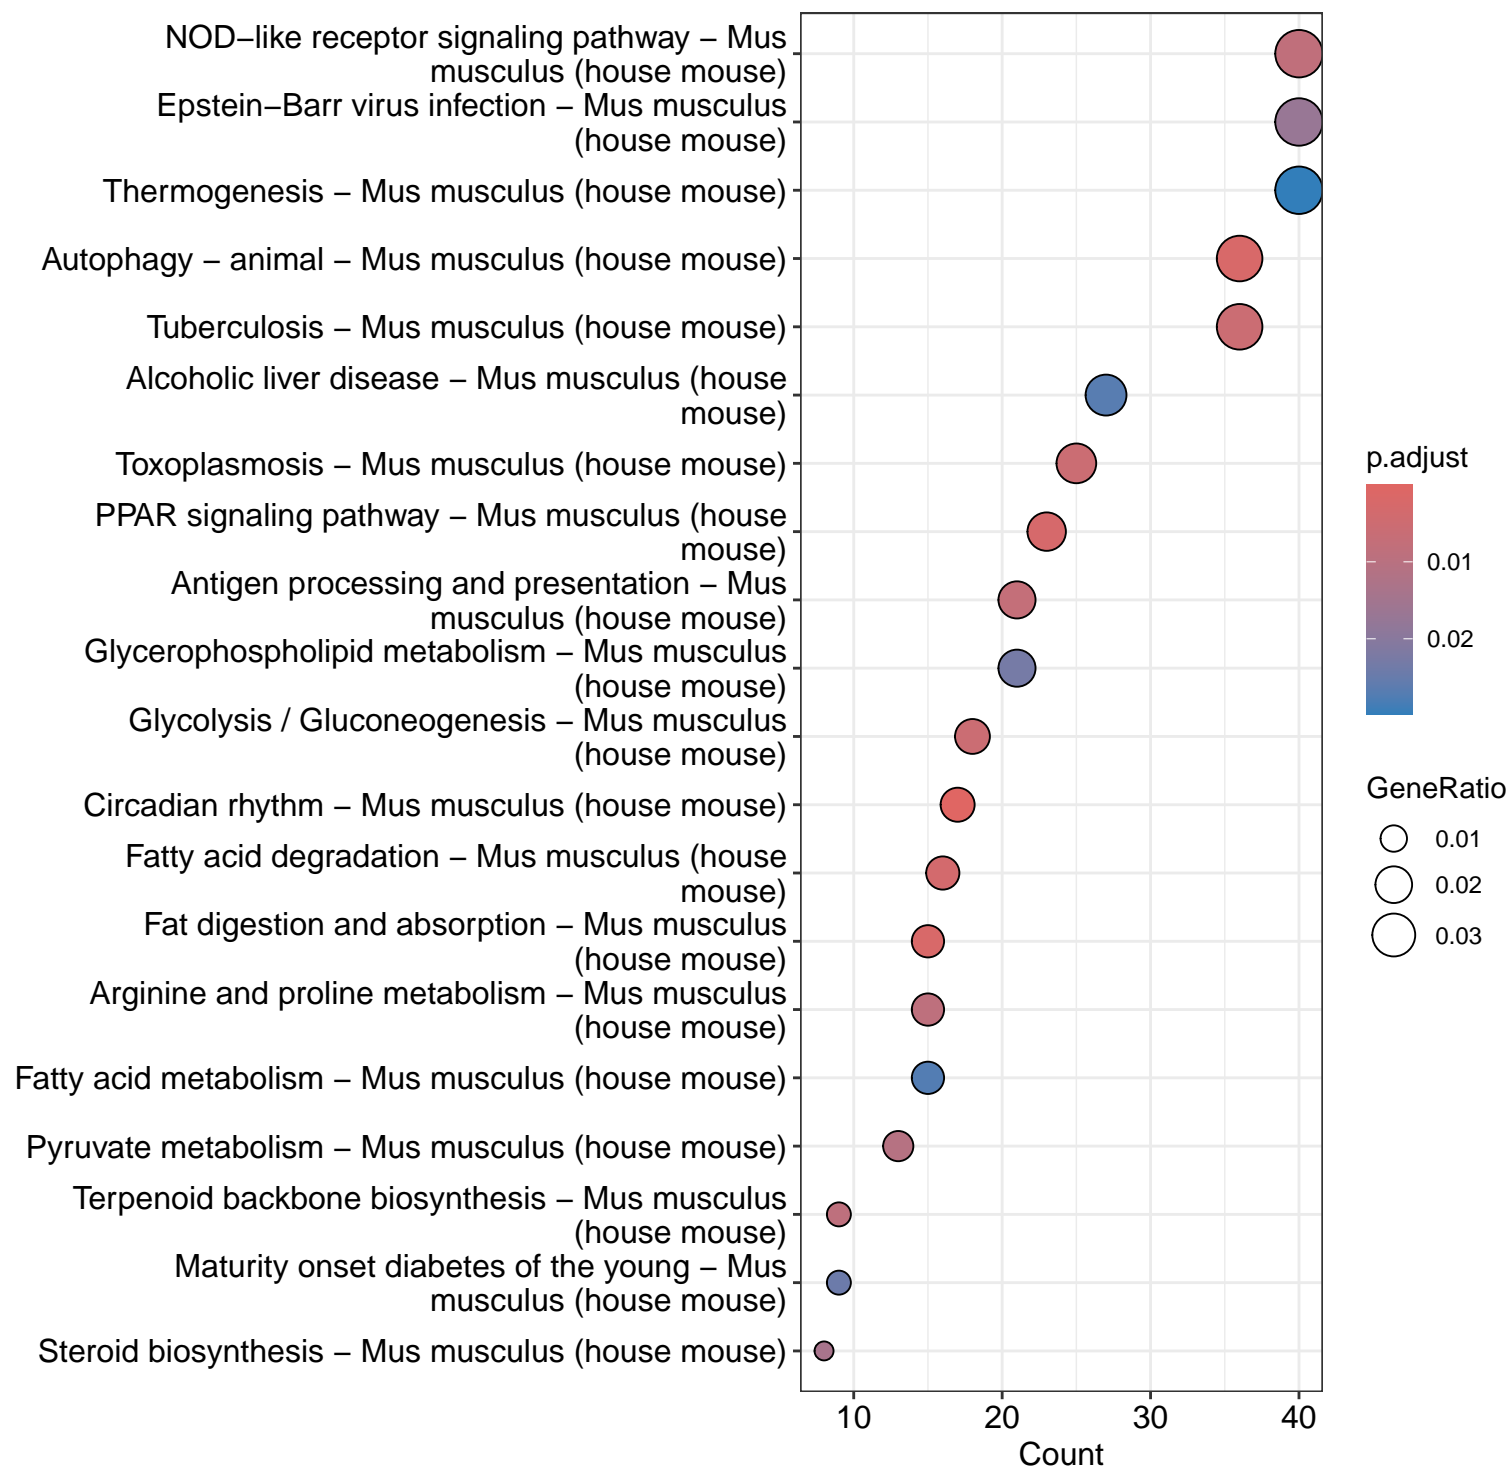 NOD−like receptor signaling pathway − Mus
musculus (house mouse)
Epstein−Barr virus infection − Mus musculus
(house mouse)
Thermogenesis − Mus musculus (house mouse)
Autophagy − animal − Mus musculus (house mouse)
Tuberculosis − Mus musculus (house mouse)
Alcoholic liver disease − Mus musculus (house
mouse)
Toxoplasmosis − Mus musculus (house mouse)
PPAR signaling pathway − Mus musculus (house
mouse)
Antigen processing and presentation − Mus
musculus (house mouse)
Glycerophospholipid metabolism − Mus musculus
(house mouse)
Glycolysis / Gluconeogenesis − Mus musculus
(house mouse)
Circadian rhythm − Mus musculus (house mouse)
Fatty acid degradation − Mus musculus (house
mouse)
Fat digestion and absorption − Mus musculus
(house mouse)
Arginine and proline metabolism − Mus musculus
(house mouse)
Fatty acid metabolism − Mus musculus (house mouse)
Pyruvate metabolism − Mus musculus (house mouse)
Terpenoid backbone biosynthesis − Mus musculus
(house mouse)
Maturity onset diabetes of the young − Mus
musculus (house mouse)
Steroid biosynthesis − Mus musculus (house mouse)
10 20 30 40
Count
p.adjust
0.01
0.02
GeneRatio
0.01
0.02
0.03